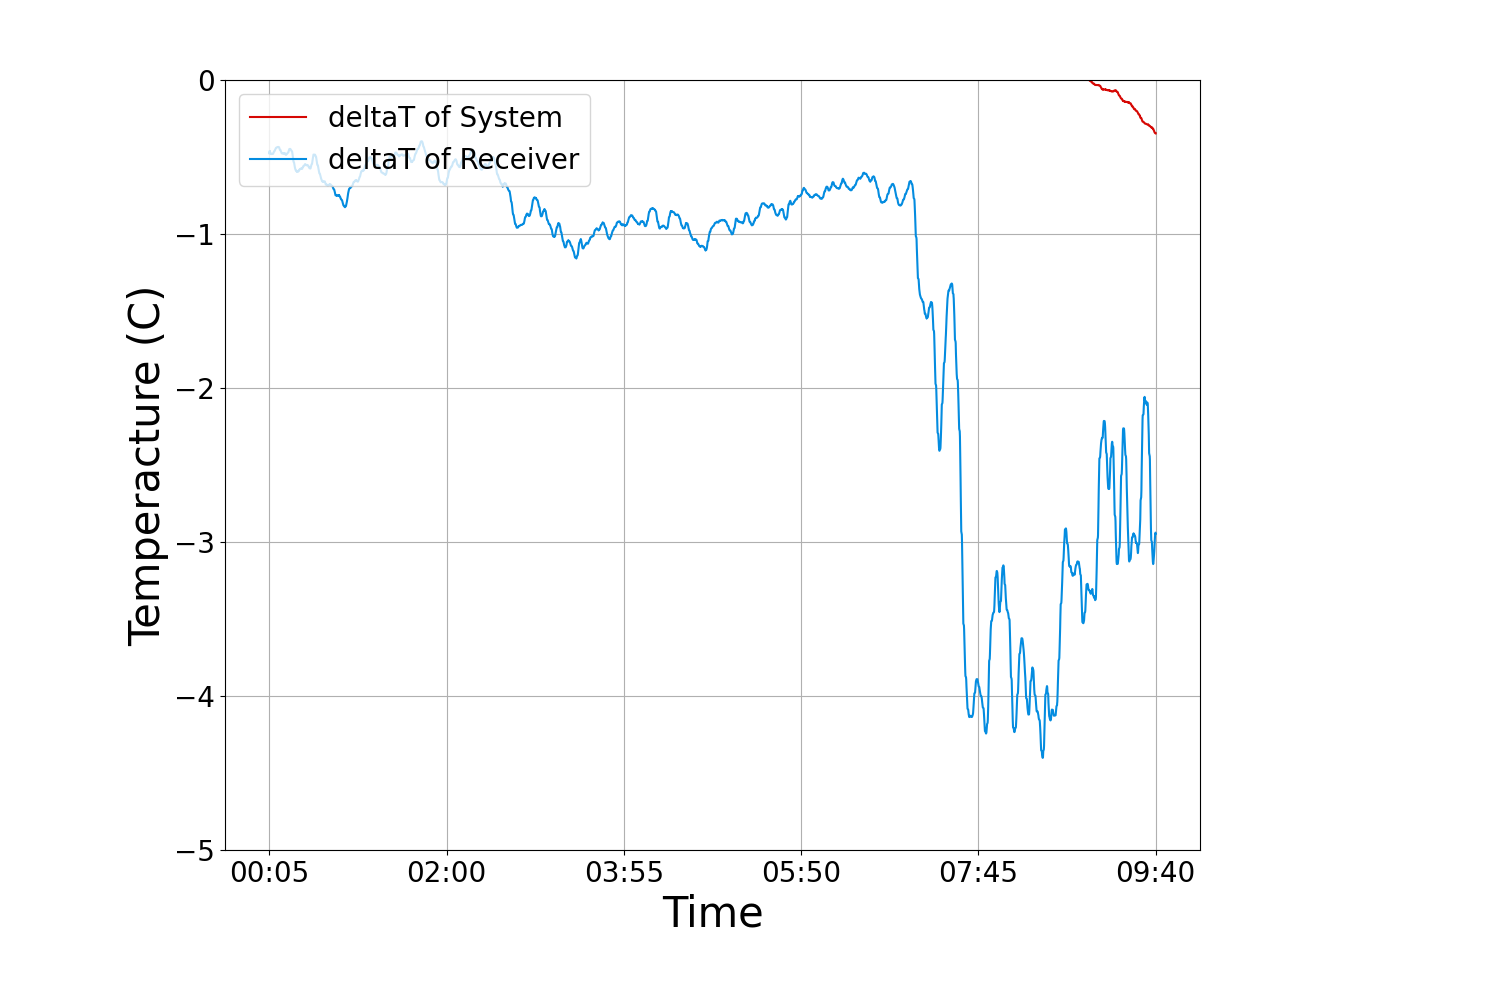 0
−1
−2
−3
−4
−5
Temperacture (C)
deltaT of System
deltaT of Receiver
00:05 02:00 03:55 05:50 07:45 09:40
Time